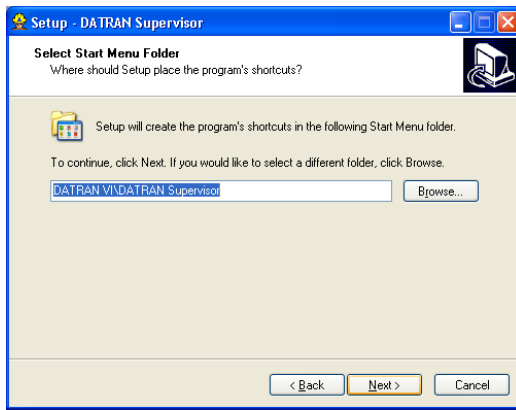 Setup - DATRAN Supervisor
Select Start Menu Folder
Where should Setup place the program's shortcuts?
Setup will create the program's shortcuts in the following Start Menu folder.
To continue, click Next. If you would like to select a different folder, click Browse.
DATRAN VI\DATRAN Supervisor
Browse...
< Back
Next >
Cancel